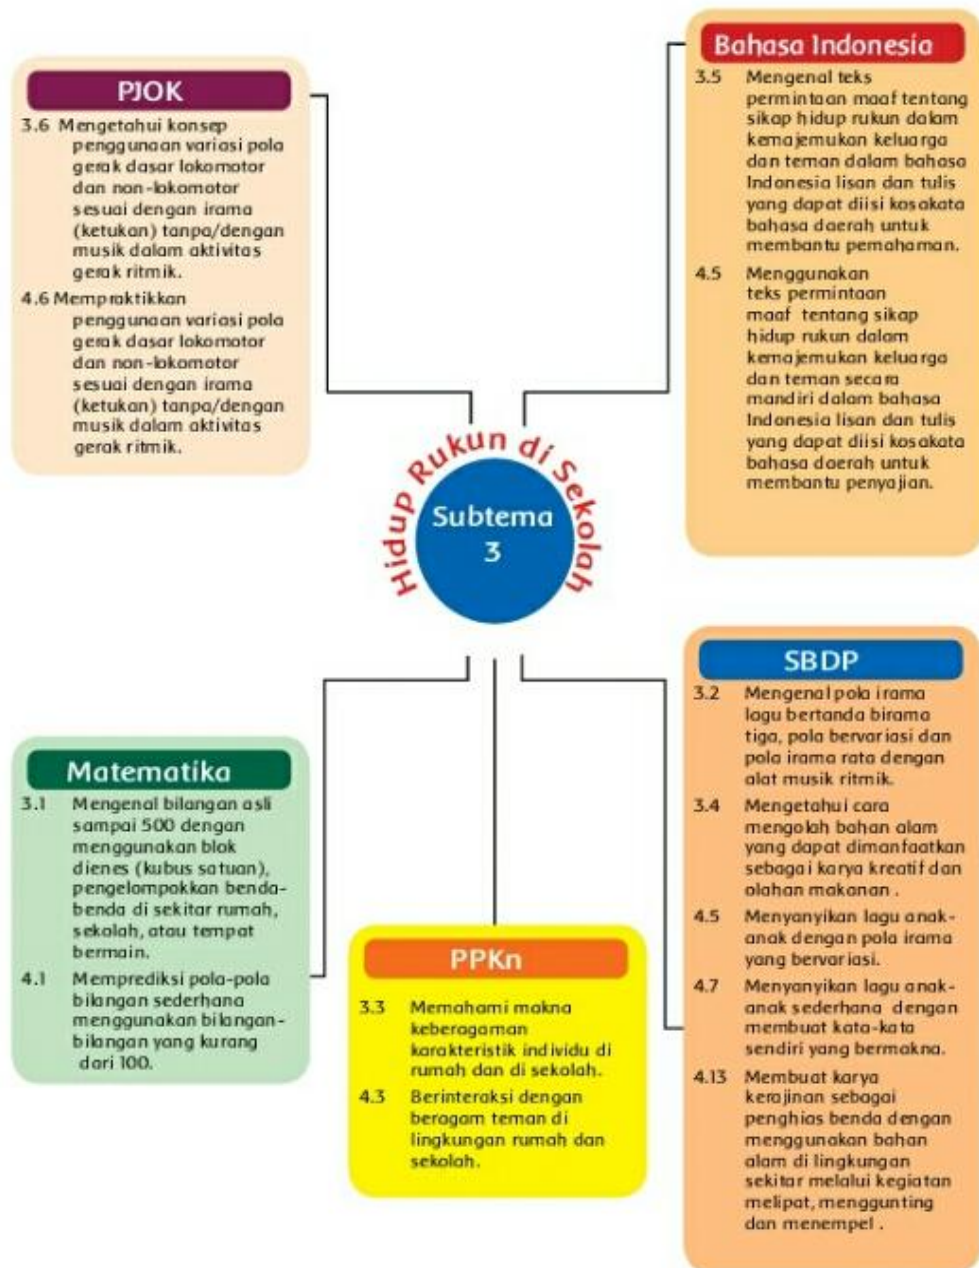 PJOK
3.6 Mengetahui konsep
penggunaan variasi pola
gerak dasar lokomotor
dan non-lokomotor
sesuai dengan irama
(ketukan) tanpa/dengan
musik dalam aktivitas
gerak ritmik.
4.6 Mempraktikkan
penggunaan variasi pola
gerak dasar lokomotor
dan non-lokomotor
sesuai dengan irama
(ketukan) tanpa/dengan
musik dalam aktivitas
gerak ritmik.
Bahasa Indonesia
3.5 Mengenal teks
permintaan maaf tentang
sikap hidup rukun dalam
kemajemukan keluarga
dan teman dalam bahasa
Indonesia lisan dan tulis
yang dapat diisi kosakata
bahasa daerah untuk
membantu pemahaman.
4.5 Menggunakan
teks permintaan
maaf tentang sikap
hidup rukun dalam
kemajemukan keluarga
dan teman secara
mandiri dalam bahasa
Indonesia lisan dan tulis
yang dapat diisi kosakata
bahasa daerah untuk
membantu penyajian.
Hidup Rukun di Sekolah
Subtema
3
Matematika
3.1 Mengenal bilangan asli
sampai 500 dengan
menggunakan blok
dienes (kubus satuan),
pengelompokkan benda-
benda di sekitar rumah,
sekolah, atau tempat
bermain.
4.1 Memprediksi pola-pola
bilangan sederhana
menggunakan bilangan-
bilangan yang kurang
dari 100.
PPKn
3.3 Memahami makna
keberagaman
karakteristik individu di
rumah dan di sekolah.
4.3 Berinteraksi dengan
beragam teman di
lingkungan rumah dan
sekolah.
SBDP
3.2 Mengenal pola irama
lagu bertanda birama
tiga, pola bervariasi dan
pola irama rata dengan
alat musik ritmik.
3.4 Mengetahui cara
mengolah bahan alam
yang dapat dimanfaatkan
sebagai karya kreatif dan
olahan makanan .
4.5 Menyanyikan lagu anak-
anak dengan pola irama
yang bervariasi.
4.7 Menyanyikan lagu anak-
anak sederhana dengan
membuat kata-kata
sendiri yang bermakna.
4.13 Membuat karya
kerajinan sebagai
penghias benda dengan
menggunakan bahan
alam di lingkungan
sekitar melalui kegiatan
melipat, menggunting
dan menempel .